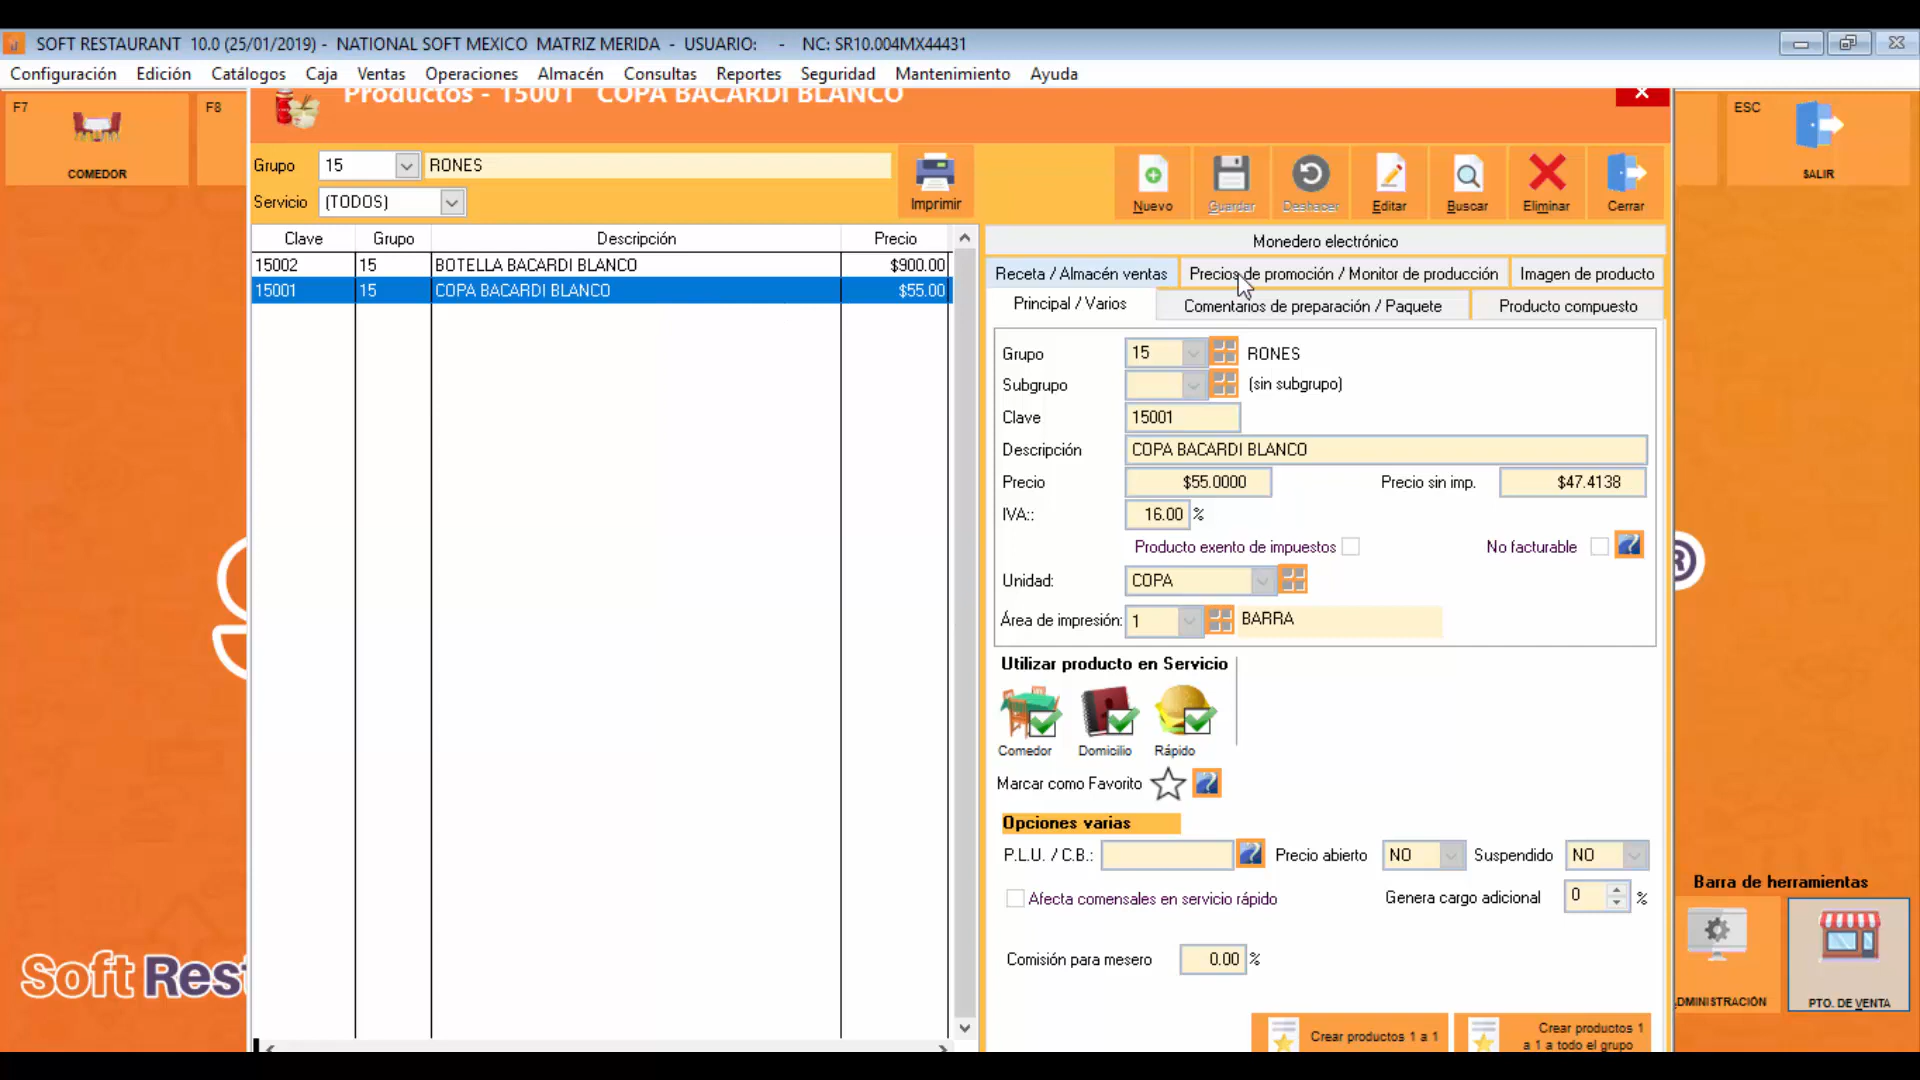 SOFT RESTAURANT 10.0 (25/01/2019) - NATIONAL SOFT MEXICO MATRIZ MERIDA - USUARIO: - NC: SR10.004MX44431
Configuración Edición Catálogos Caja Ventas Operaciones Almacén Consultas Reportes Seguridad Mantenimiento Ayuda
F7 F8 Productos - 15001 COPA BACARDI BLANCO ESC
COMEDOR SALIR
Grupo 15 RONES
Servicio (TODOS) Imprimir Nuevo Guardar Deshacer Editar Buscar Eliminar Cerrar
Clave Grupo Descripción Precio
15002 15 BOTELLA BACARDI BLANCO $900.00
15001 15 COPA BACARDI BLANCO $55.00
Monedero electrónico
Receta / Almacén ventas Precios de promoción / Monitor de producción Imagen de producto
Principal / Varios Comentarios de preparación / Paquete Producto compuesto
Grupo 15 RONES
Subgrupo (sin subgrupo)
Clave 15001
Descripción COPA BACARDI BLANCO
Precio $55.0000 Precio sin imp. $47.4138
IVA:: 16.00 %
Producto exento de impuestos No facturable
Unidad: COPA
Área de impresión: 1 BARRA
Utilizar producto en Servicio
Comedor Domicilio Rápido
Marcar como Favorito
Opciones varias
P.L.U. / C.B.: Precio abierto NO Suspendido NO
Afecta comensales en servicio rápido Genera cargo adicional 0 %
Comisión para mesero 0.00 %
Crear productos 1 a 1
Crear productos 1
a 1 a todo el grupo
Soft Rest
®
Barra de herramientas
DMINISTRACIÓN PTO. DE VENTA